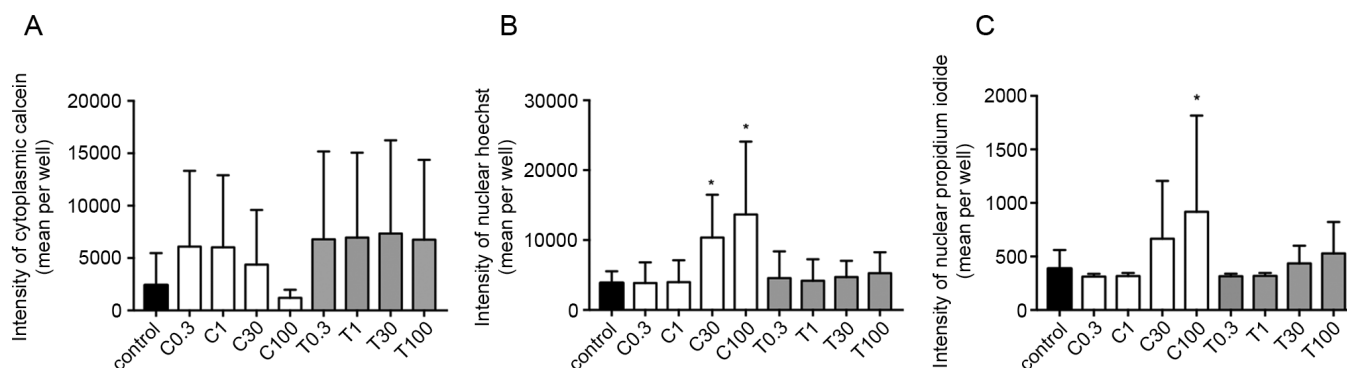 A
Intensity of cytoplasmic calcein
(mean per well)
20000
15000
10000
5000
0
control
C0.3
C1
C30
C100
T0.3
T1
T30
T100
B
Intensity of nuclear hoechst
(mean per well)
30000
20000
10000
0
*
*
control
C0.3
C1
C30
C100
T0.3
T1
T30
T100
C
Intensity of nuclear propidium iodide
(mean per well)
2000
1500
1000
500
0
*
control
C0.3
C1
C30
C100
T0.3
T1
T30
T100